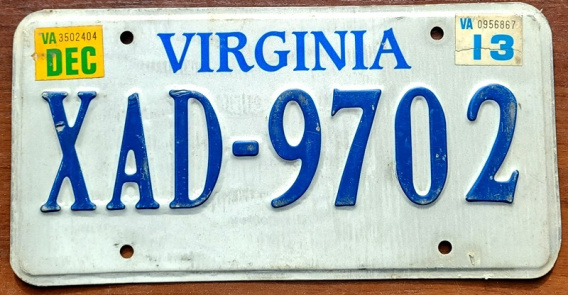 VA 3502404
DEC
VIRGINIA
VA 0956867
13
XAD-9702